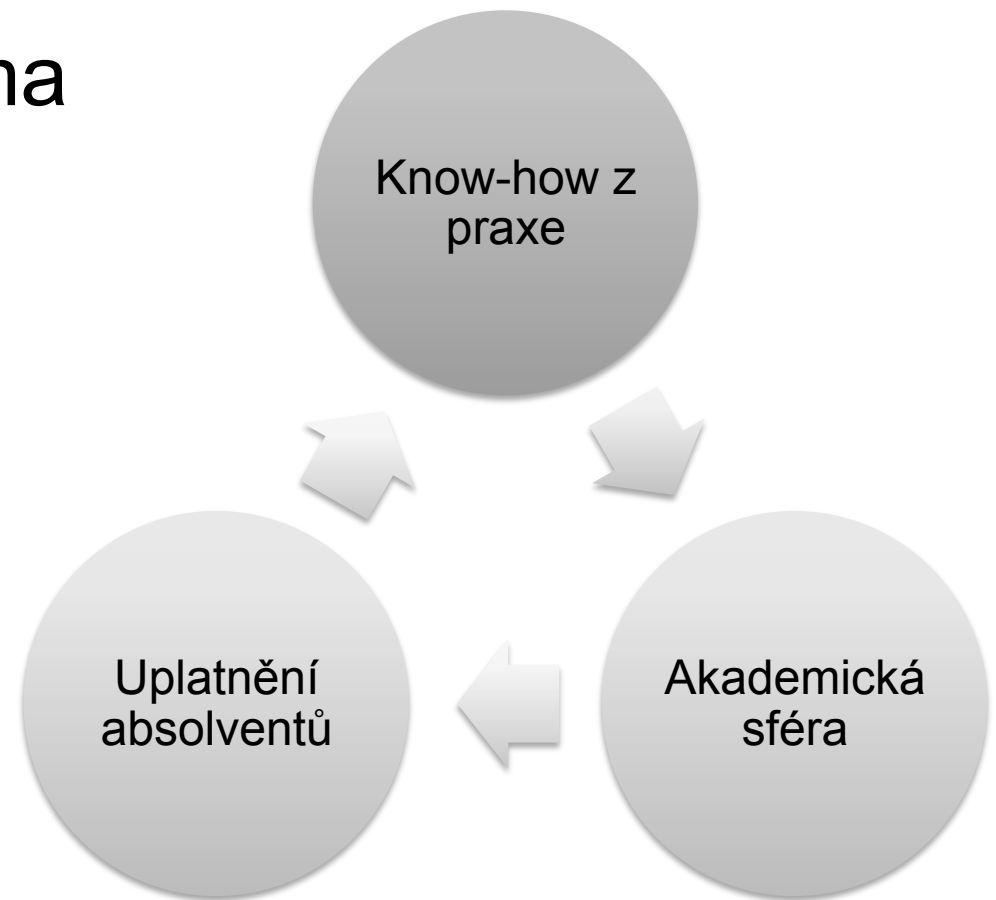 na
Know-how z
praxe
Uplatnění
absolventů
Akademická
sféra